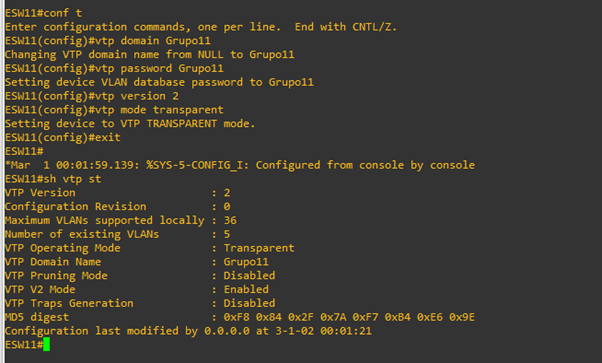 ESW11#conf t
Enter configuration commands, one per line.  End with CNTL/Z.
ESW11(config)#vtp domain Grupo11
Changing VTP domain name from NULL to Grupo11
ESW11(config)#vtp password Grupo11
Setting device VLAN database password to Grupo11
ESW11(config)#vtp version 2
ESW11(config)#vtp mode transparent
Setting device to VTP TRANSPARENT mode.
ESW11(config)#exit
ESW11#
*Mar  1 00:01:59.139: %SYS-5-CONFIG_I: Configured from console by console
ESW11#sh vtp st
VTP Version                     : 2
Configuration Revision          : 0
Maximum VLANs supported locally : 36
Number of existing VLANs        : 5
VTP Operating Mode              : Transparent
VTP Domain Name                 : Grupo11
VTP Pruning Mode                : Disabled
VTP V2 Mode                     : Enabled
VTP Traps Generation            : Disabled
MD5 digest                      : 0xF8 0x84 0x2F 0x7A 0xF7 0xB4 0xE6 0x9E
Configuration last modified by 0.0.0.0 at 3-1-02 00:01:21
ESW11#